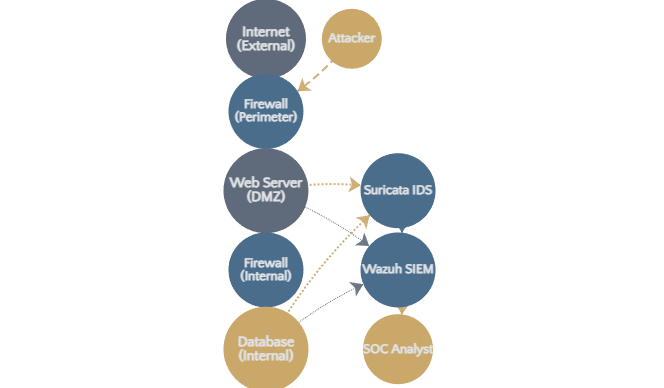 Internet
(External)
Attacker
Firewall
(Perimeter)
Web Server
(DMZ)
Suricata IDS
Firewall
(Internal)
Wazuh SIEM
Database
(Internal)
SOC Analyst